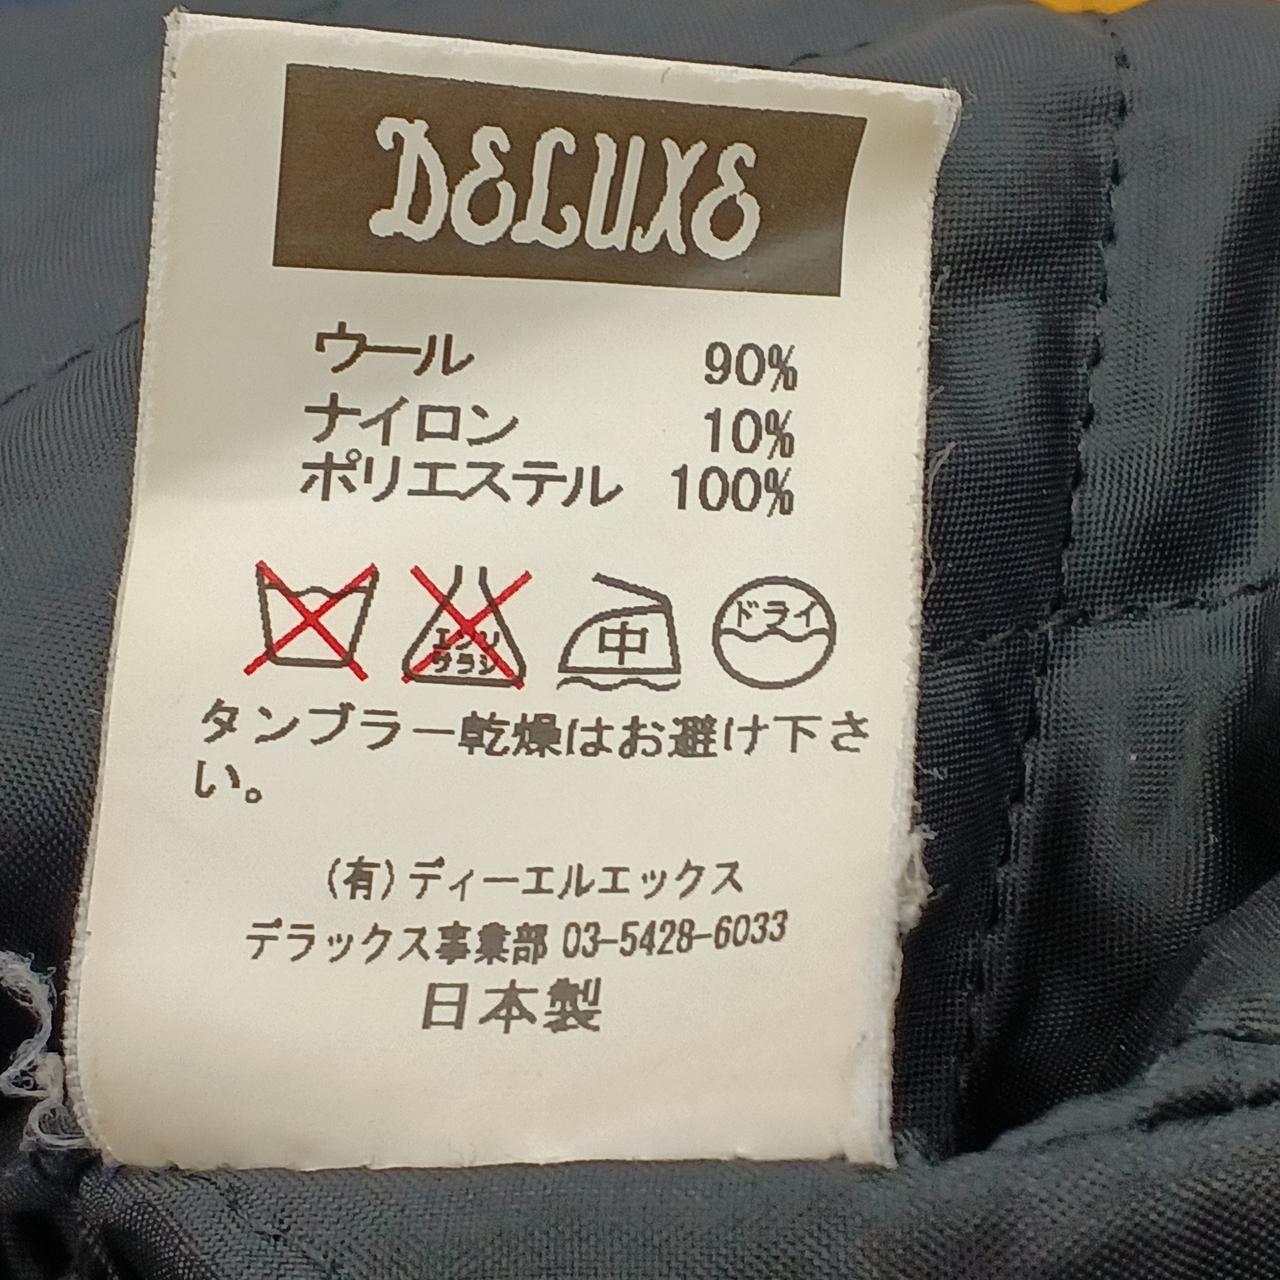 DELUXE
ウール 90%
ナイロン 10%
ポリエステル 100%
エンソ
サラシ
中
ドライ
タンブラー乾燥はお避け下さ
い。
(有)ディーエルエックス
デラックス事業部 03-5428-6033
日本製